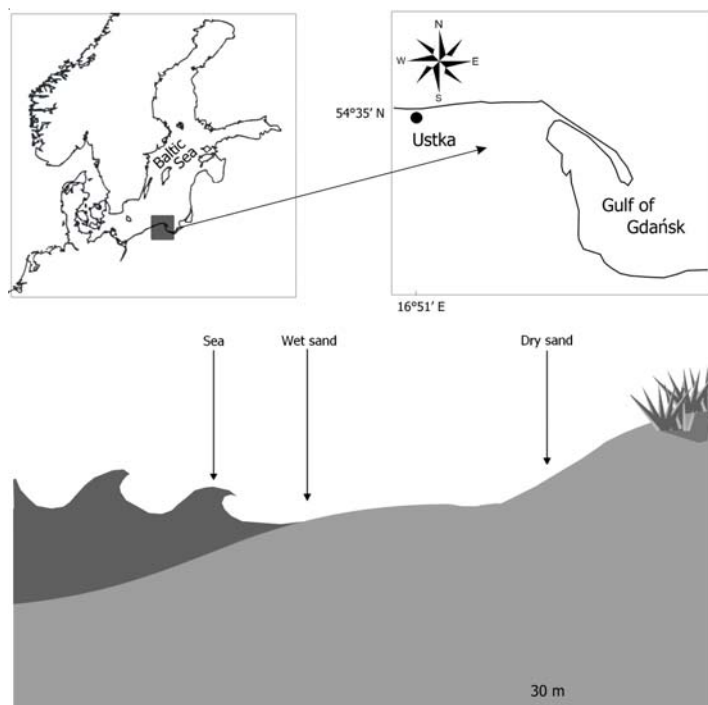 Baltic
Sea
N
W
E
S
54°35' N
Ustka
Gulf of
Gdańsk
16°51' E
Sea
Wet sand
Dry sand
30 m